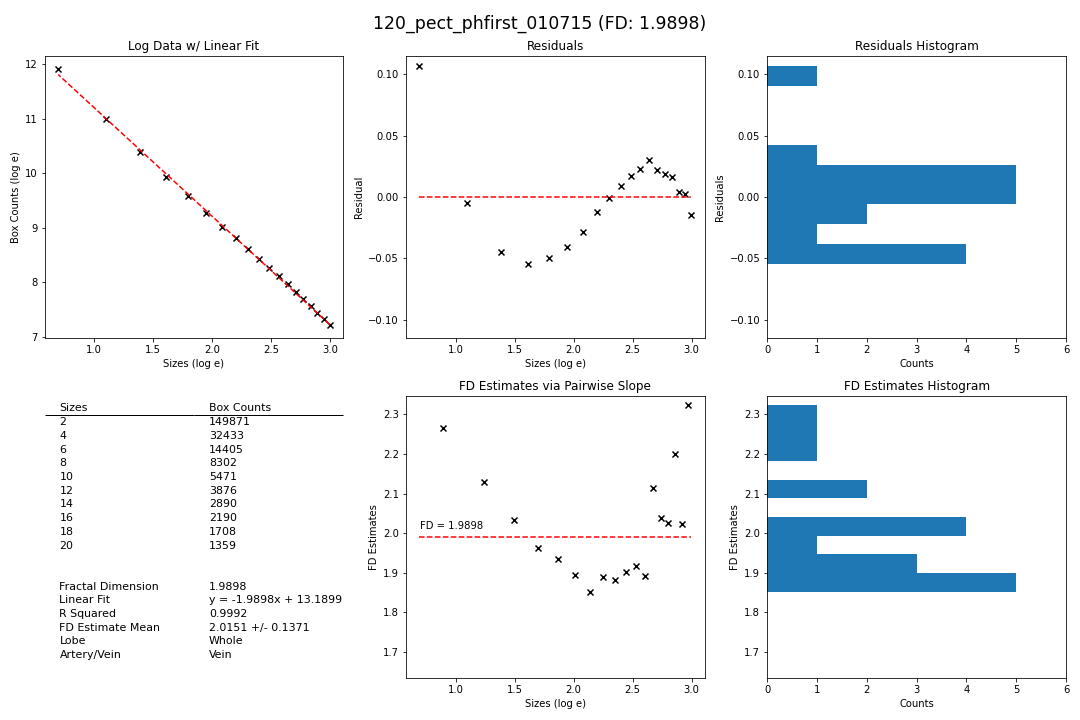 120_pect_phfirst_010715 (FD: 1.9898)
Log Data w/ Linear Fit
Box Counts (log e)
12
11
10
9
8
7
1.0 1.5 2.0 2.5 3.0
Sizes (log e)
Residuals
Residual
0.10
0.05
0.00
−0.05
−0.10
1.0 1.5 2.0 2.5 3.0
Sizes (log e)
Residuals Histogram
Residuals
0.10
0.05
0.00
−0.05
−0.10
0 1 2 3 4 5 6
Counts
Sizes Box Counts
2 149871
4 32433
6 14405
8 8302
10 5471
12 3876
14 2890
16 2190
18 1708
20 1359
Fractal Dimension 1.9898
Linear Fit y = -1.9898x + 13.1899
R Squared 0.9992
FD Estimate Mean 2.0151 +/- 0.1371
Lobe Whole
Artery/Vein Vein
FD Estimates via Pairwise Slope
FD Estimates
2.3
2.2
2.1
2.0
1.9
1.8
1.7
FD = 1.9898
1.0 1.5 2.0 2.5 3.0
Sizes (log e)
FD Estimates Histogram
FD Estimates
2.3
2.2
2.1
2.0
1.9
1.8
1.7
0 1 2 3 4 5 6
Counts